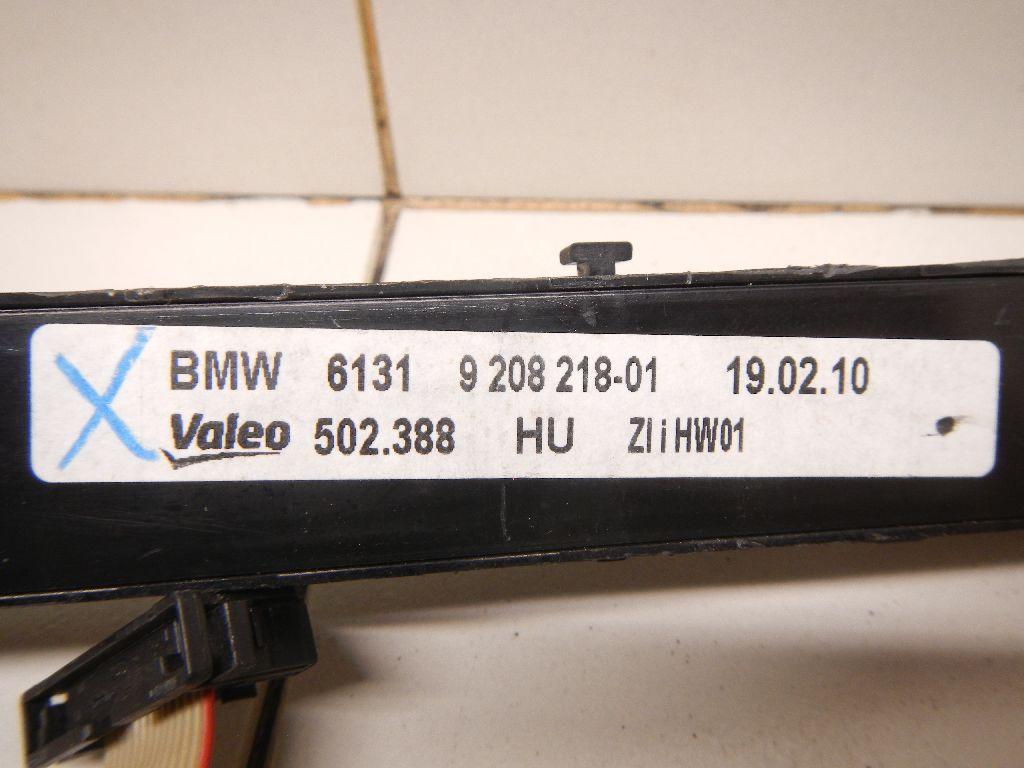 BMW 6131 9 208 218-01 19.02.10
Valeo 502.388 HU ZIiHW01